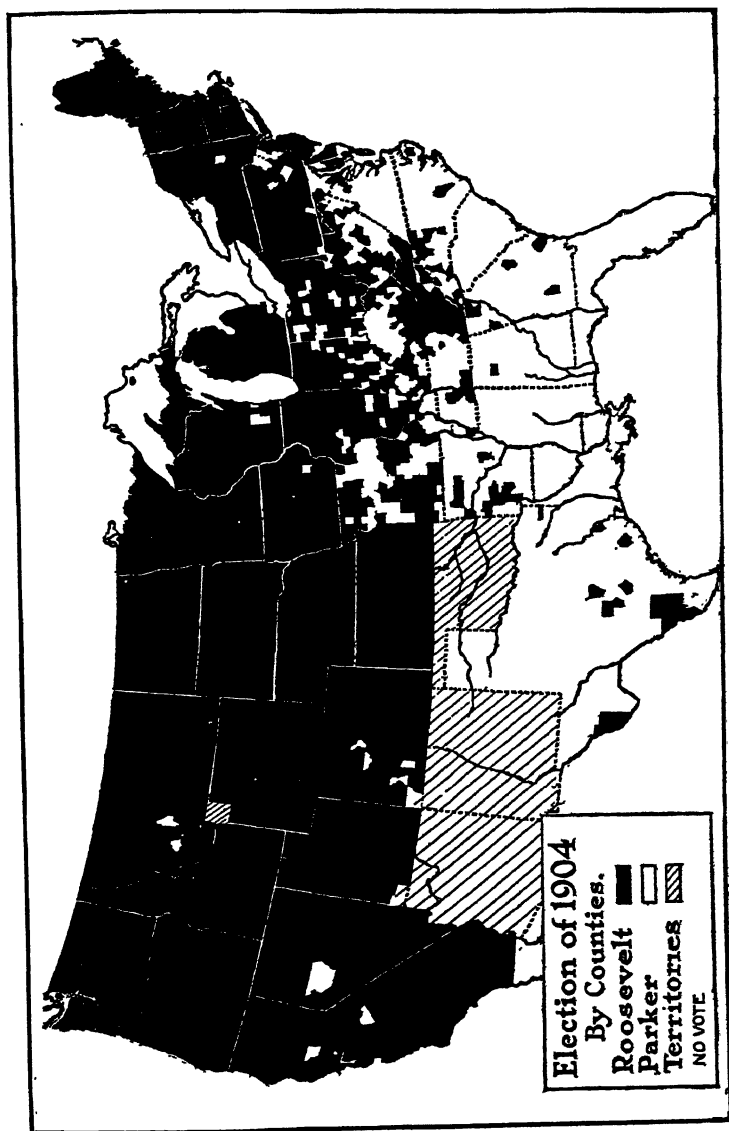 Election of 1904
By Counties.
Roosevelt
Parker
Territories
NO VOTE